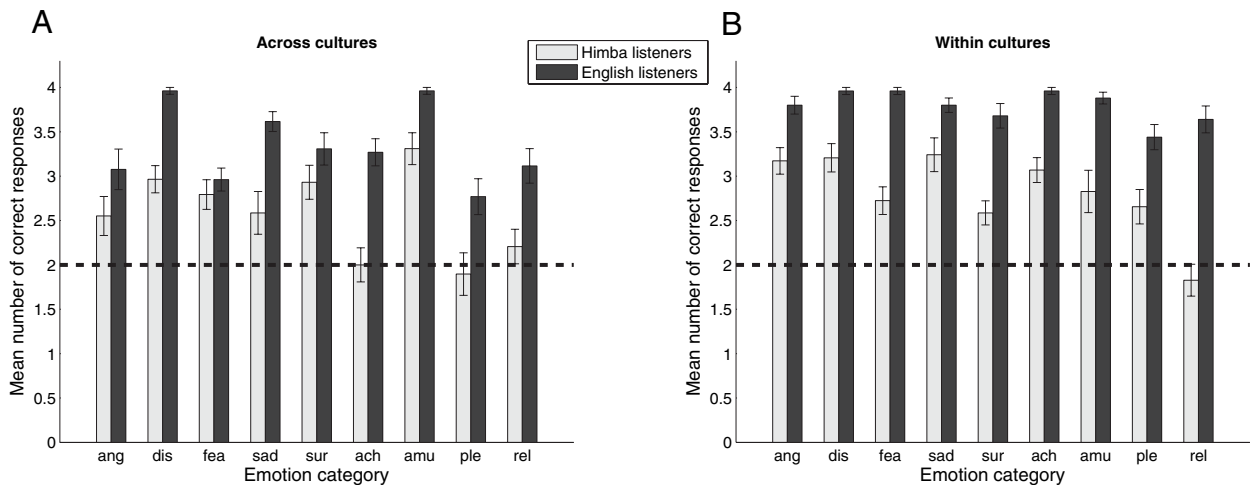 A
Across cultures
Himba listeners
English listeners
Mean number of correct responses
4
3.5
3
2.5
2
1.5
1
0.5
0
ang dis fea sad sur ach amu ple rel
Emotion category
B
Within cultures
Mean number of correct responses
4
3.5
3
2.5
2
1.5
1
0.5
0
ang dis fea sad sur ach amu ple rel
Emotion category